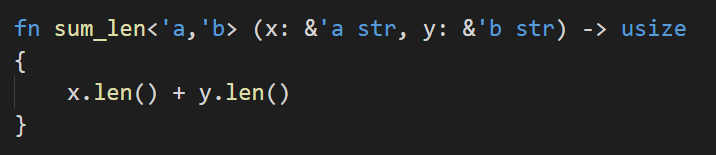 fn sum_len<'a,'b> (x: &'a str, y: &'b str) -> usize
{
    x.len() + y.len()
}